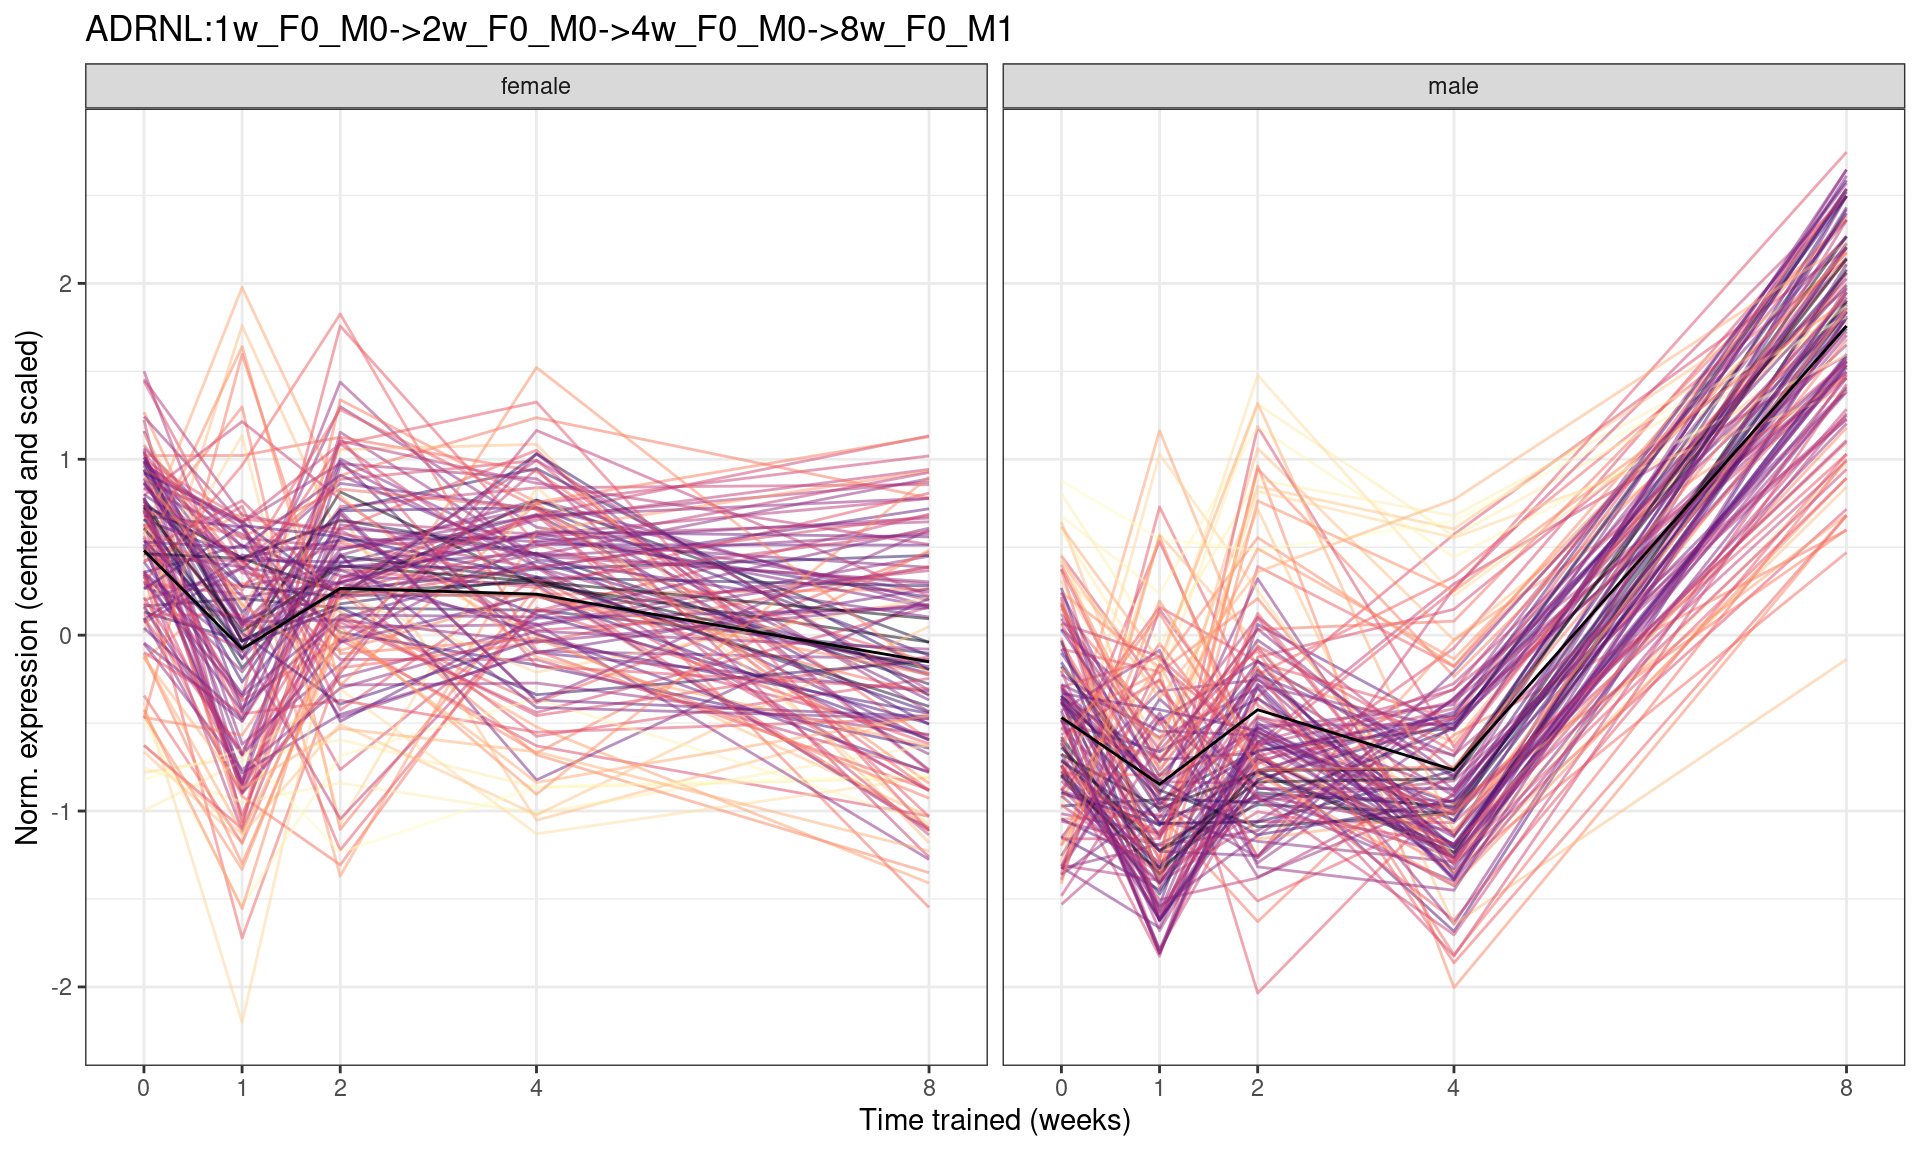 ADRNL:1w_F0_M0->2w_F0_M0->4w_F0_M0->8w_F0_M1
female
male
Norm. expression (centered and scaled)
2
1
0
-1
-2
0 1 2 4 8
0 1 2 4 8
Time trained (weeks)